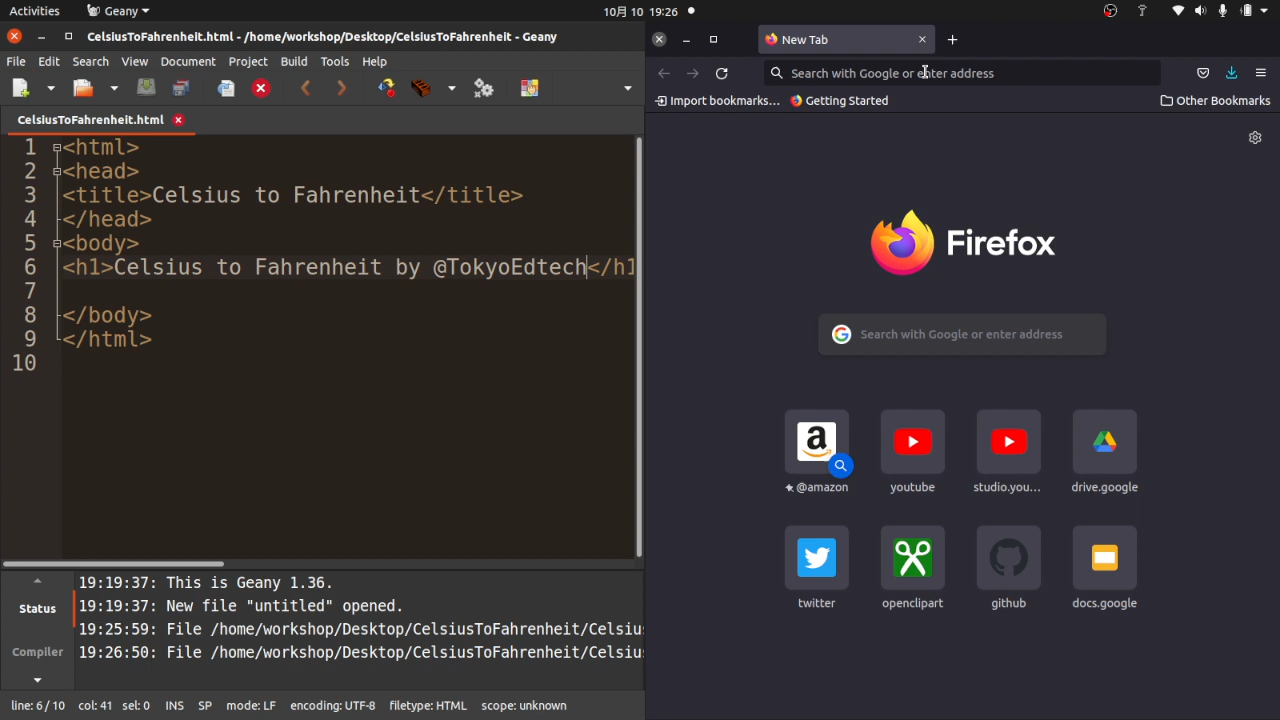 Activities Geany 10月 10 19:26
CelsiusToFahrenheit.html - /home/workshop/Desktop/CelsiusToFahrenheit - Geany
File Edit Search View Document Project Build Tools Help
CelsiusToFahrenheit.html
1 <html>
2 <head>
3 <title>Celsius to Fahrenheit</title>
4 </head>
5 <body>
6 <h1>Celsius to Fahrenheit by @TokyoEdtech</h1
7
8 </body>
9 </html>
10
Status
Compiler
19:19:37: This is Geany 1.36.
19:19:37: New file "untitled" opened.
19:25:59: File /home/workshop/Desktop/CelsiusToFahrenheit/Celsius
19:26:50: File /home/workshop/Desktop/CelsiusToFahrenheit/Celsius
line: 6 / 10 col: 41 sel: 0 INS SP mode: LF encoding: UTF-8 filetype: HTML scope: unknown
New Tab
Search with Google or enter address
Import bookmarks... Getting Started Other Bookmarks
Firefox
Search with Google or enter address
a
@amazon youtube studio.you... drive.google
twitter openclipart github docs.google